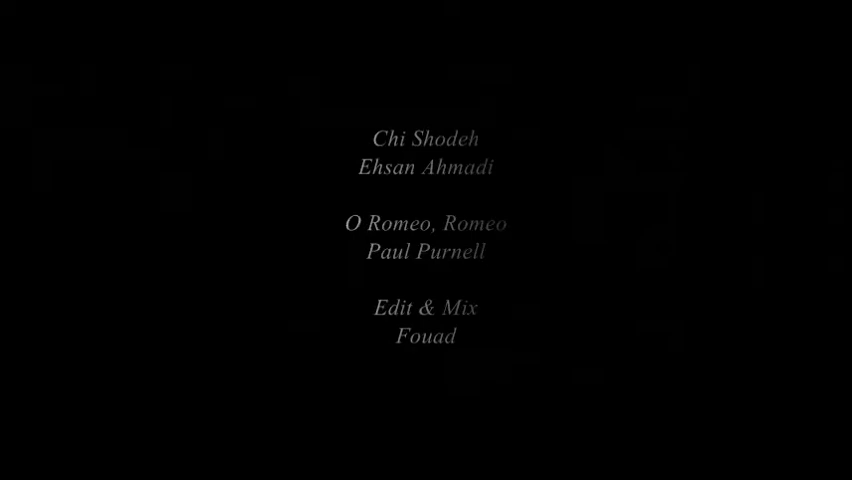 Chi Shodeh
Ehsan Ahmadi
O Romeo, Romeo
Paul Purnell
Edit & Mix
Fouad